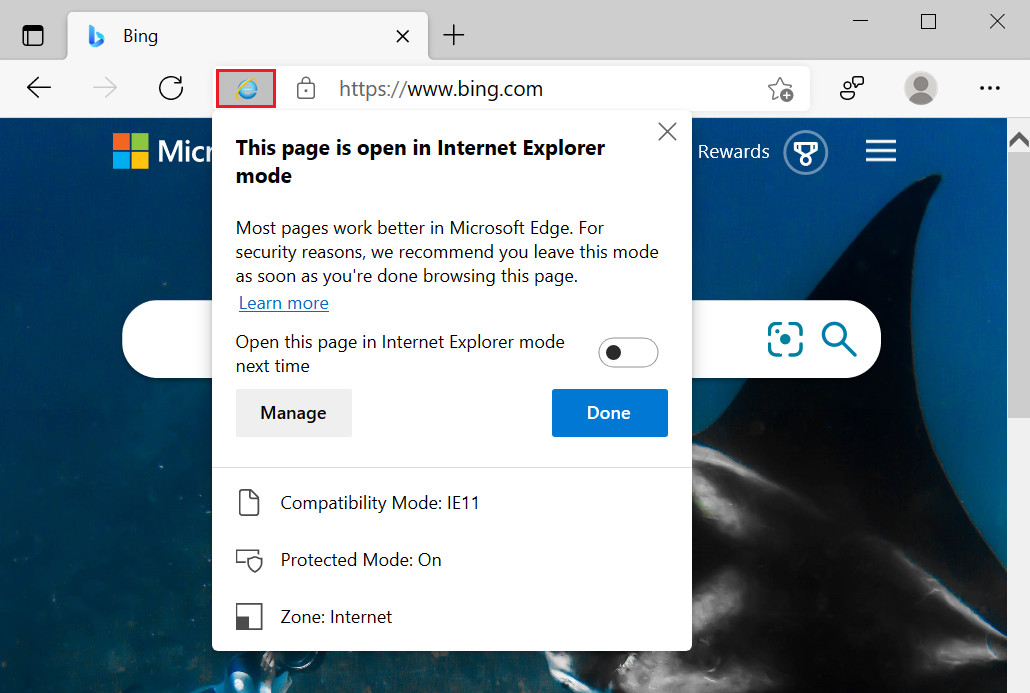 Bing
https://www.bing.com
Micr
Rewards
This page is open in Internet Explorer
mode
Most pages work better in Microsoft Edge. For
security reasons, we recommend you leave this mode
as soon as you're done browsing this page.
Learn more
Open this page in Internet Explorer mode
next time
Manage
Done
Compatibility Mode: IE11
Protected Mode: On
Zone: Internet